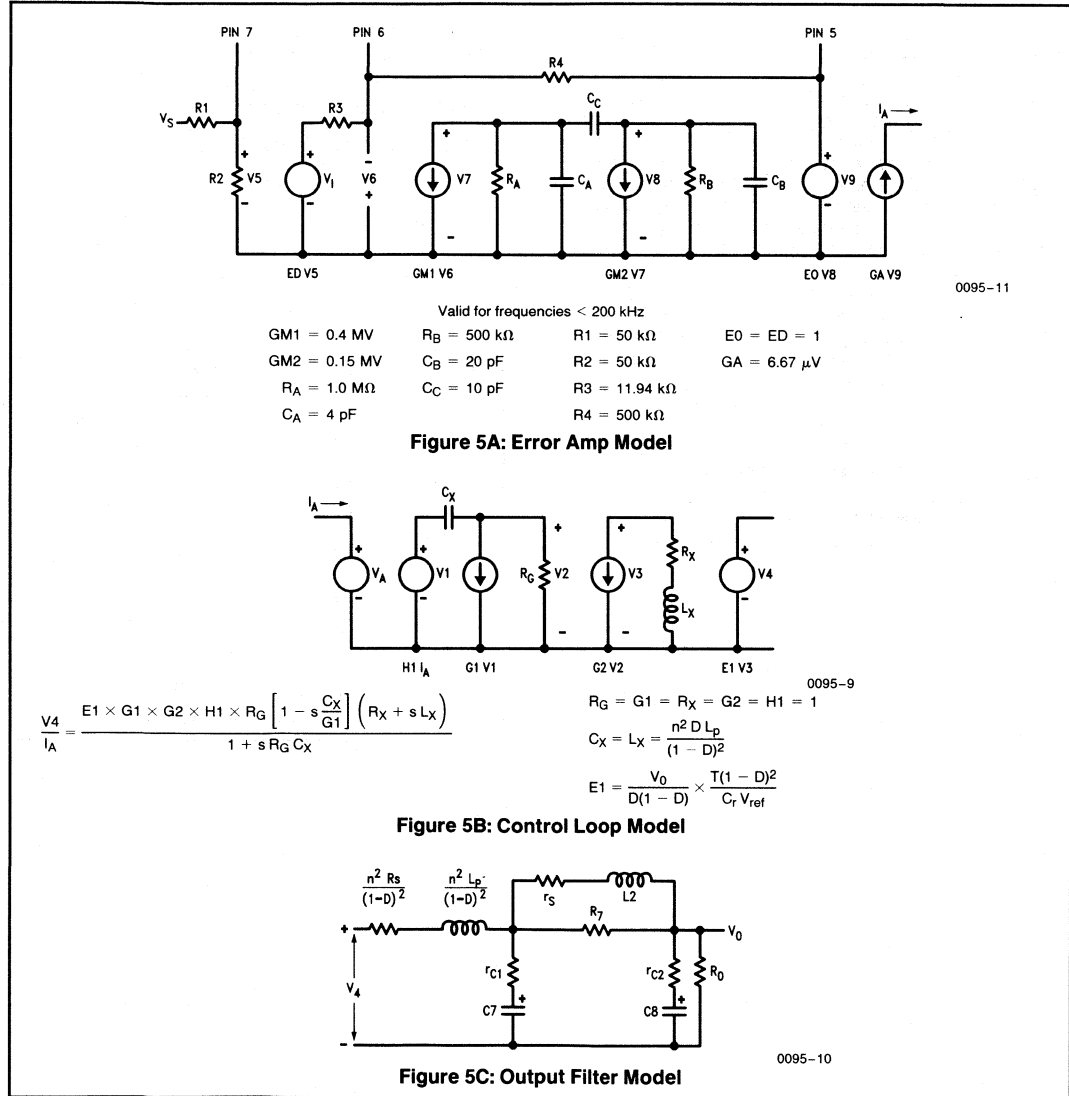 PIN 7 PIN 6 PIN 5
R4
VS R1 R3 CC IA
R2 + V5 − + VI − − V6 + + V7 − RA CA + V8 − RB CB + V9 −
ED V5 GM1 V6 GM2 V7 EO V8 GA V9
0095-11
Valid for frequencies < 200 kHz
GM1 = 0.4 MV RB = 500 kΩ R1 = 50 kΩ E0 = ED = 1
GM2 = 0.15 MV CB = 20 pF R2 = 50 kΩ GA = 6.67 μV
RA = 1.0 MΩ CC = 10 pF R3 = 11.94 kΩ
CA = 4 pF R4 = 500 kΩ
Figure 5A: Error Amp Model
IA CX
+ VA − + V1 − RG + V2 − + V3 − RX LX + V4 −
H1 IA G1 V1 G2 V2 E1 V3
0095-9
V4/IA = E1 × G1 × G2 × H1 × RG [1 − s CX/G1] (RX + s LX) / 1 + s RG CX
RG = G1 = RX = G2 = H1 = 1
CX = LX = n² D Lp / (1 − D)²
E1 = V0 / D(1 − D) × T(1 − D)² / Cr Vref
Figure 5B: Control Loop Model
n² Rs / (1-D)² n² Lp / (1-D)² rS L2
R7
+ V0
rC1 rC2 R0
V4 C7 + C8 +
−
0095-10
Figure 5C: Output Filter Model